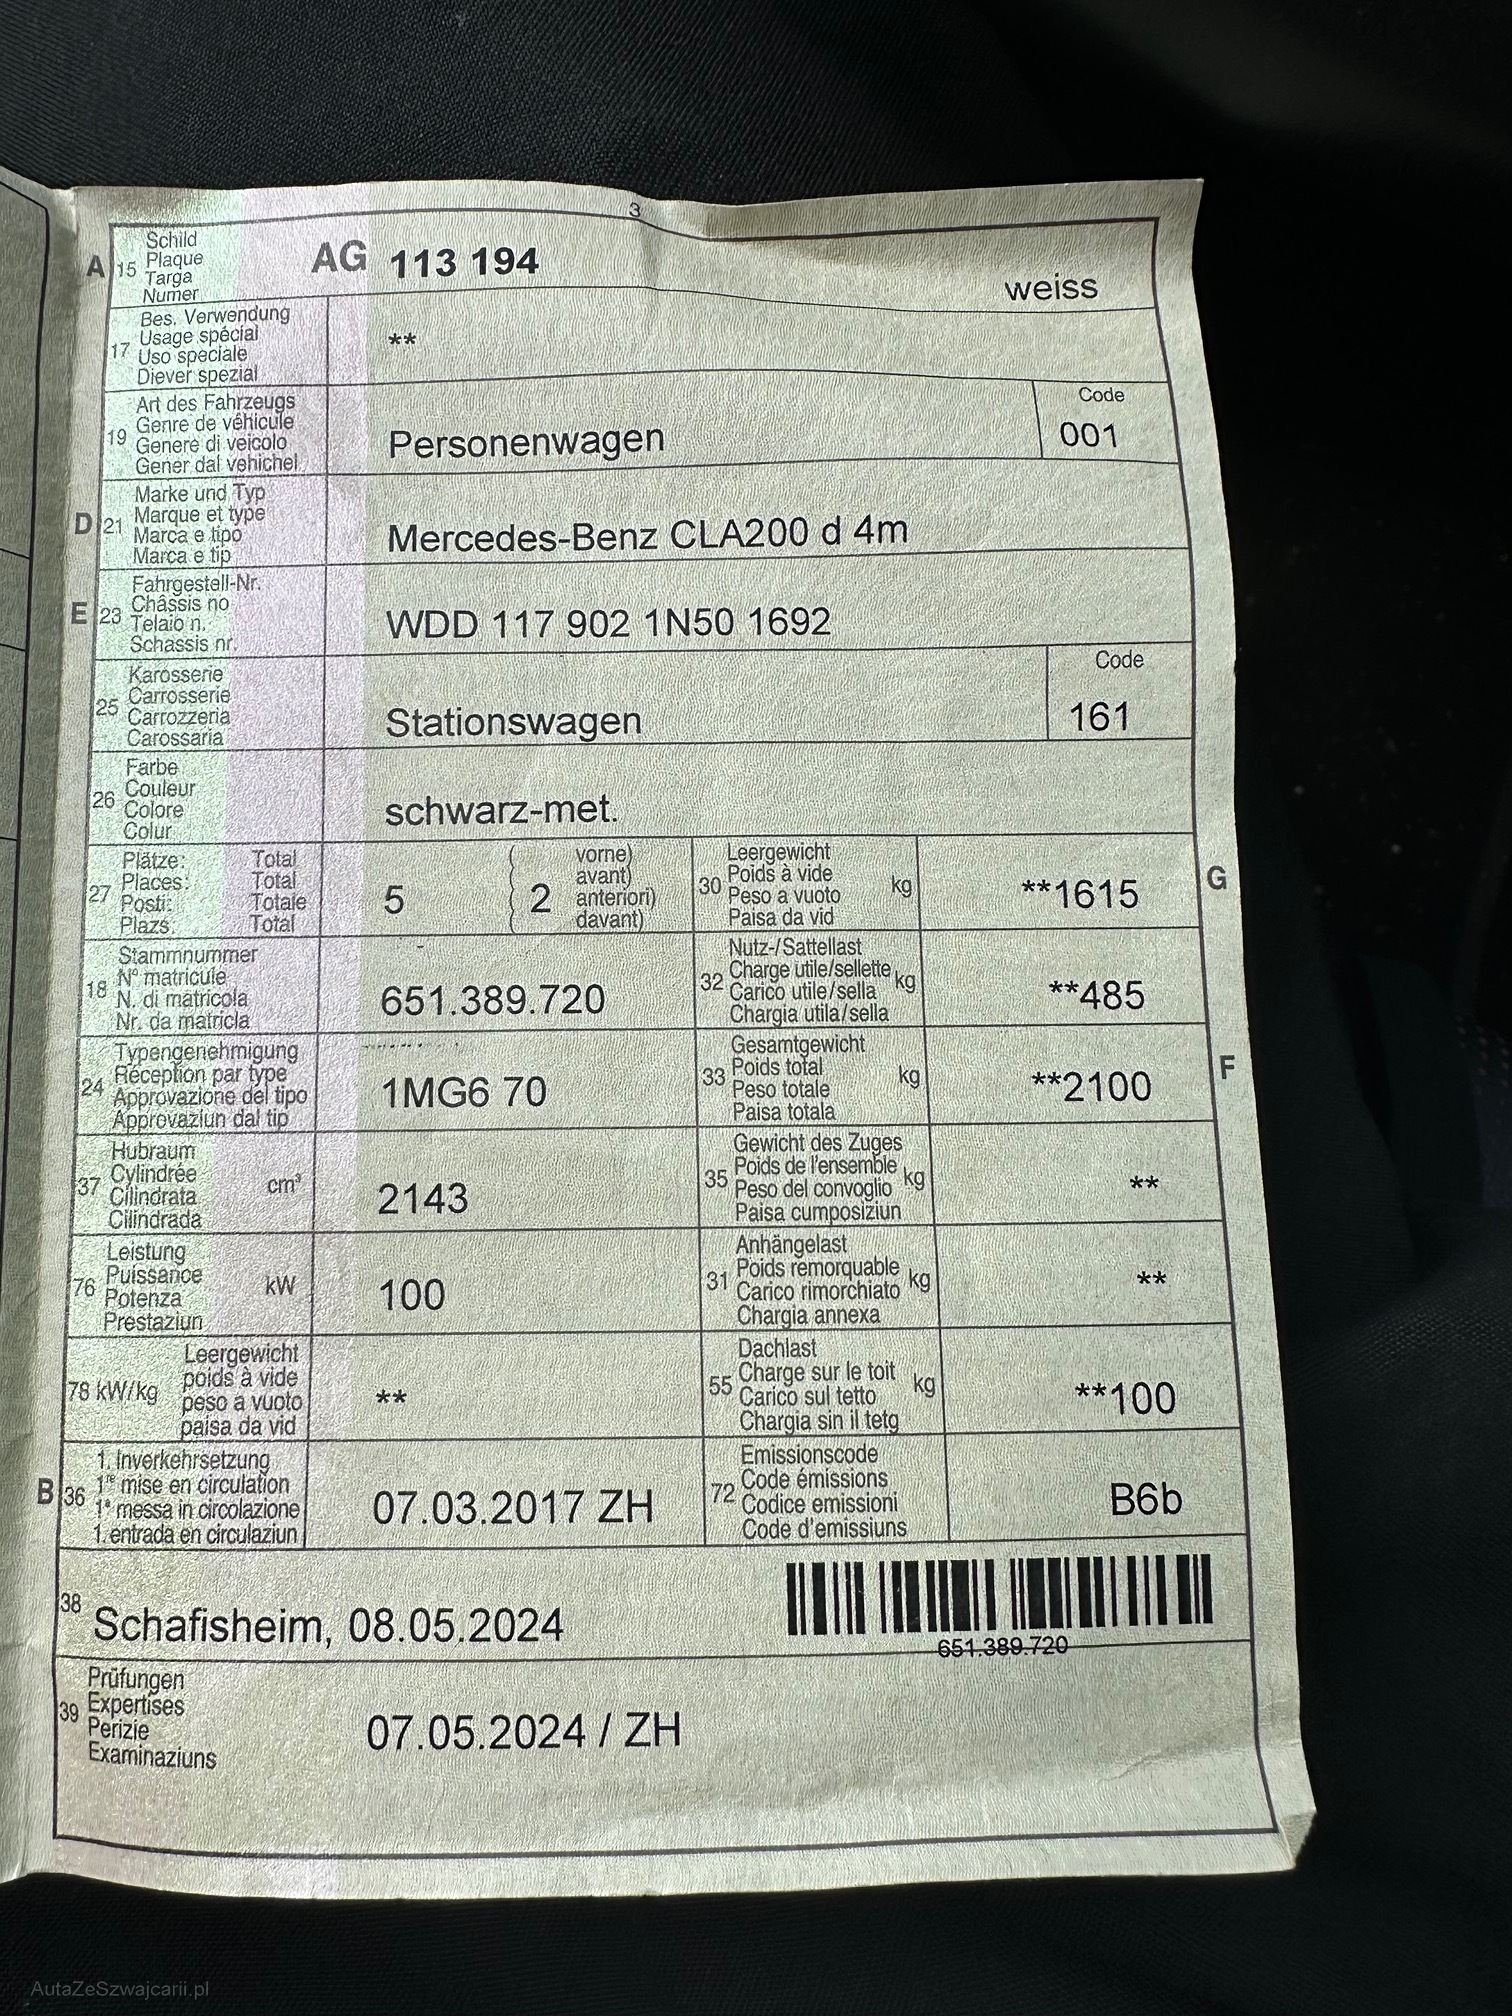 3
A 15 Schild
Plaque
Targa
Numer
AG 113 194
weiss
17 Bes. Verwendung
Usage spécial
Uso speciale
Diever spezial
**
19 Art des Fahrzeugs
Genre de véhicule
Genere di veicolo
Gener dal vehichel
Personenwagen
Code
001
D 21 Marke und Typ
Marque et type
Marca e tipo
Marca e tip
Mercedes-Benz CLA200 d 4m
E 23 Fahrgestell-Nr.
Châssis no
Telaio n.
Schassis nr.
WDD 117 902 1N50 1692
25 Karosserie
Carrosserie
Carrozzeria
Carossaria
Stationswagen
Code
161
26 Farbe
Couleur
Colore
Colur
schwarz-met.
27 Plätze: Total
Places: Total
Posti: Totale
Plazs. Total
5
( 2 vorne)
avant)
anteriori)
davant)
30 Leergewicht
Poids à vide
Peso a vuoto
Paisa da vid
kg
**1615
G
18 Stammnummer
N° matricule
N. di matricola
Nr. da matricla
651.389.720
32 Nutz-/Sattellast
Charge utile/sellette
Carico utile/sella
Chargia utila/sella
kg
**485
24 Typengenehmigung
Réception par type
Approvazione del tipo
Approvaziun dal tip
1MG6 70
33 Gesamtgewicht
Poids total
Peso totale
Paisa totala
kg
**2100
F
37 Hubraum
Cylindrée
Cilindrata
Cilindrada
cm³
2143
35 Gewicht des Zuges
Poids de l'ensemble
Peso del convoglio
Paisa cumposiziun
kg
**
76 Leistung
Puissance
Potenza
Prestaziun
kW
100
31 Anhängelast
Poids remorquable
Carico rimorchiato
Chargia annexa
kg
**
78 kW/kg
Leergewicht
poids à vide
peso a vuoto
paisa da vid
**
55 Dachlast
Charge sur le toit
Carico sul tetto
Chargia sin il tetg
kg
**100
B 36 1. Inverkehrsetzung
1re mise en circulation
1a messa in circolazione
1. entrada en circulaziun
07.03.2017 ZH
72 Emissionscode
Code émissions
Codice emissioni
Code d'emissiuns
B6b
38
Schafisheim, 08.05.2024
651.389.720
39 Prüfungen
Expertises
Perizie
Examinaziuns
07.05.2024 / ZH
AutaZeSzwajcarii.pl